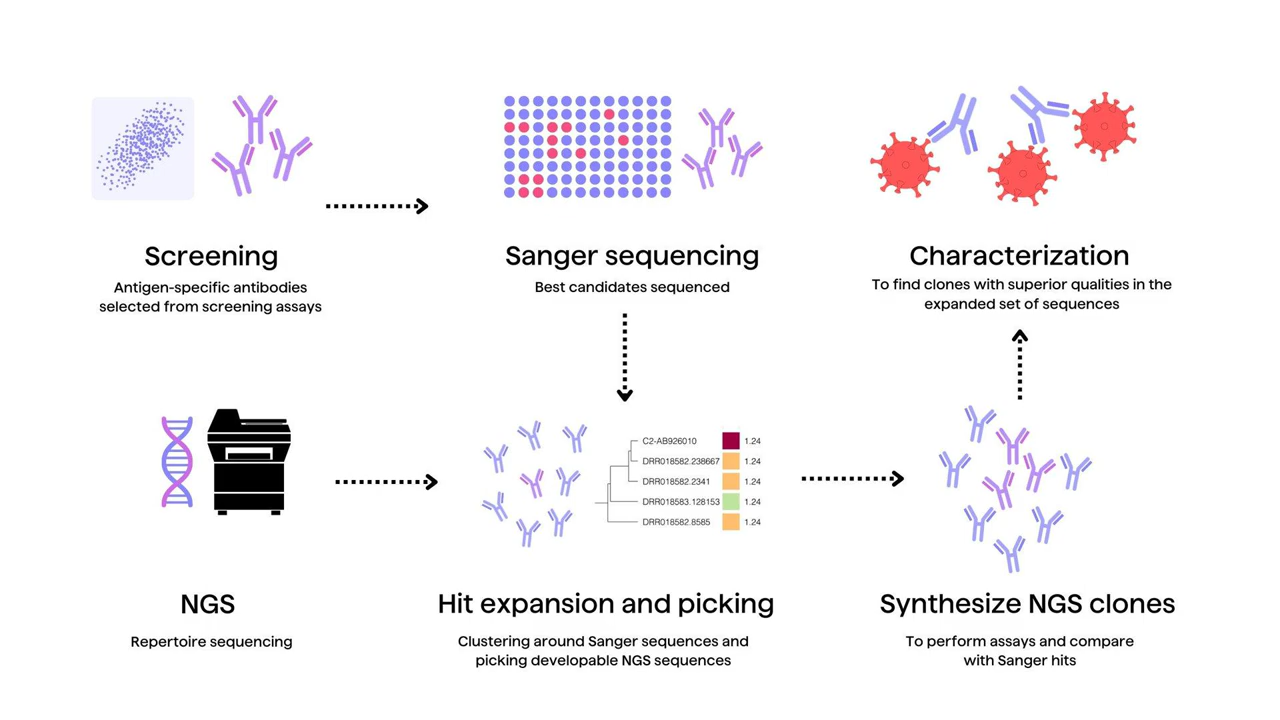 Screening
Antigen-specific antibodies
selected from screening assays
Sanger sequencing
Best candidates sequenced
Characterization
To find clones with superior qualities in the
expanded set of sequences
NGS
Repertoire sequencing
C2-AB926010 1.24
DRR018582.238667 1.24
DRR018582.2341 1.24
DRR018583.128153 1.24
DRR018582.8585 1.24
Hit expansion and picking
Clustering around Sanger sequences and
picking developable NGS sequences
Synthesize NGS clones
To perform assays and compare
with Sanger hits